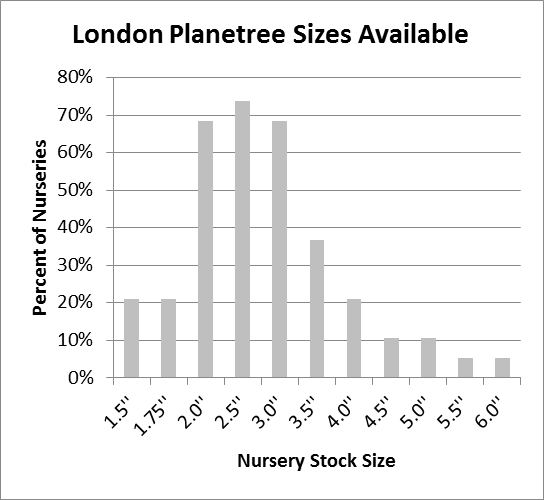 London Planetree Sizes Available
Percent of Nurseries
80%
70%
60%
50%
40%
30%
20%
10%
0%
1.5" 1.75" 2.0" 2.5" 3.0" 3.5" 4.0" 4.5" 5.0" 5.5" 6.0"
Nursery Stock Size